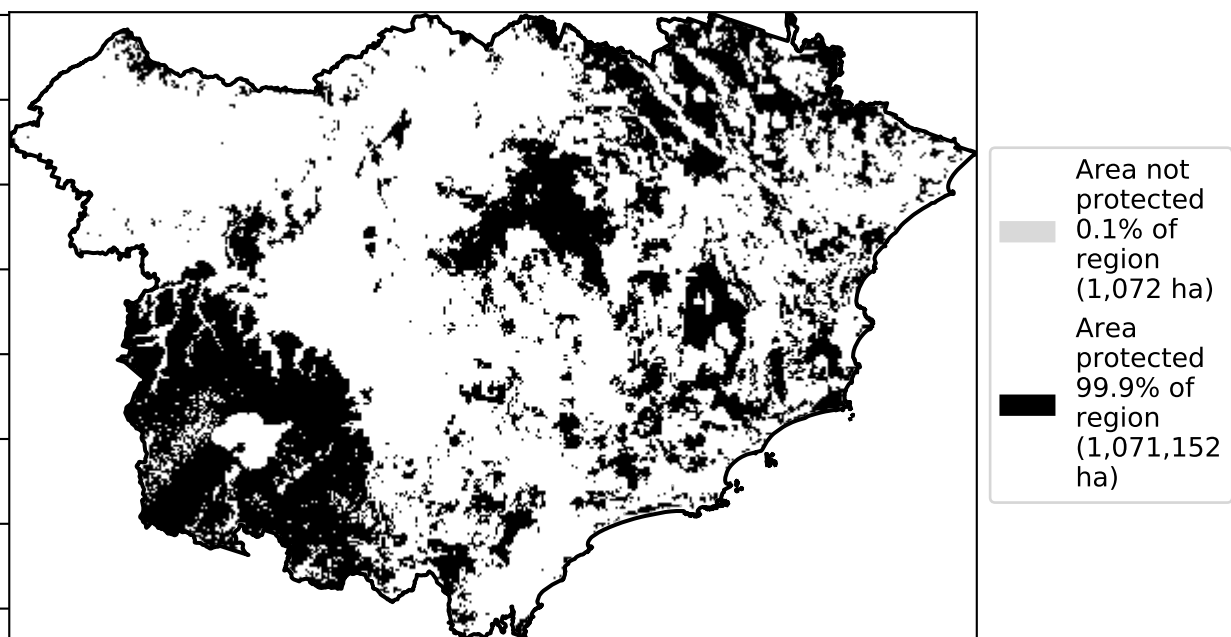 Area not
protected
0.1% of
region
(1,072 ha)
Area
protected
99.9% of
region
(1,071,152
ha)